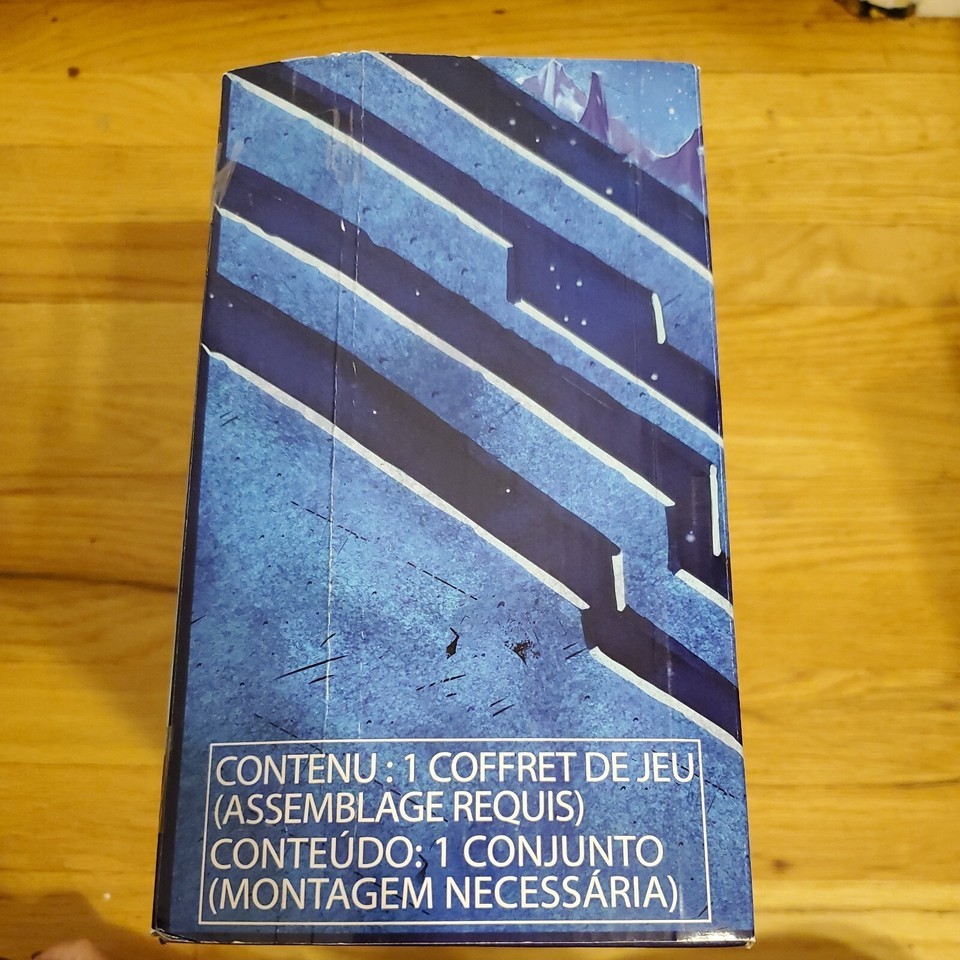 CONTENU : 1 COFFRET DE JEU
(ASSEMBLAGE REQUIS)
CONTEÚDO: 1 CONJUNTO
(MONTAGEM NECESSÁRIA)